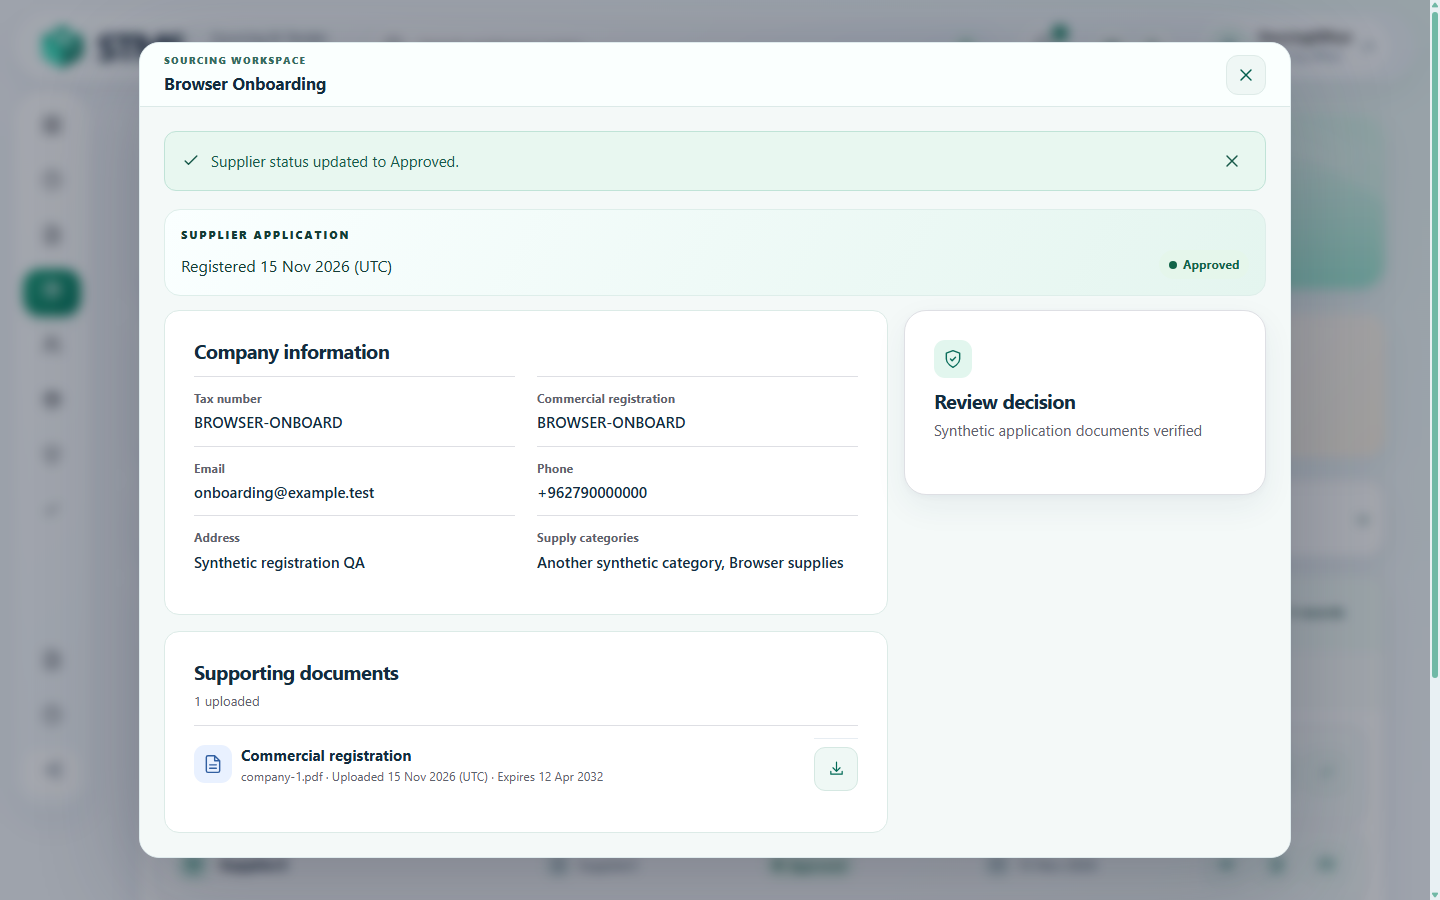 SOURCING WORKSPACE
Browser Onboarding
Supplier status updated to Approved.
SUPPLIER APPLICATION
Registered 15 Nov 2026 (UTC)
Approved
Company information
Tax number
BROWSER-ONBOARD
Commercial registration
BROWSER-ONBOARD
Email
onboarding@example.test
Phone
+962790000000
Address
Synthetic registration QA
Supply categories
Another synthetic category, Browser supplies
Review decision
Synthetic application documents verified
Supporting documents
1 uploaded
Commercial registration
company-1.pdf · Uploaded 15 Nov 2026 (UTC) · Expires 12 Apr 2032